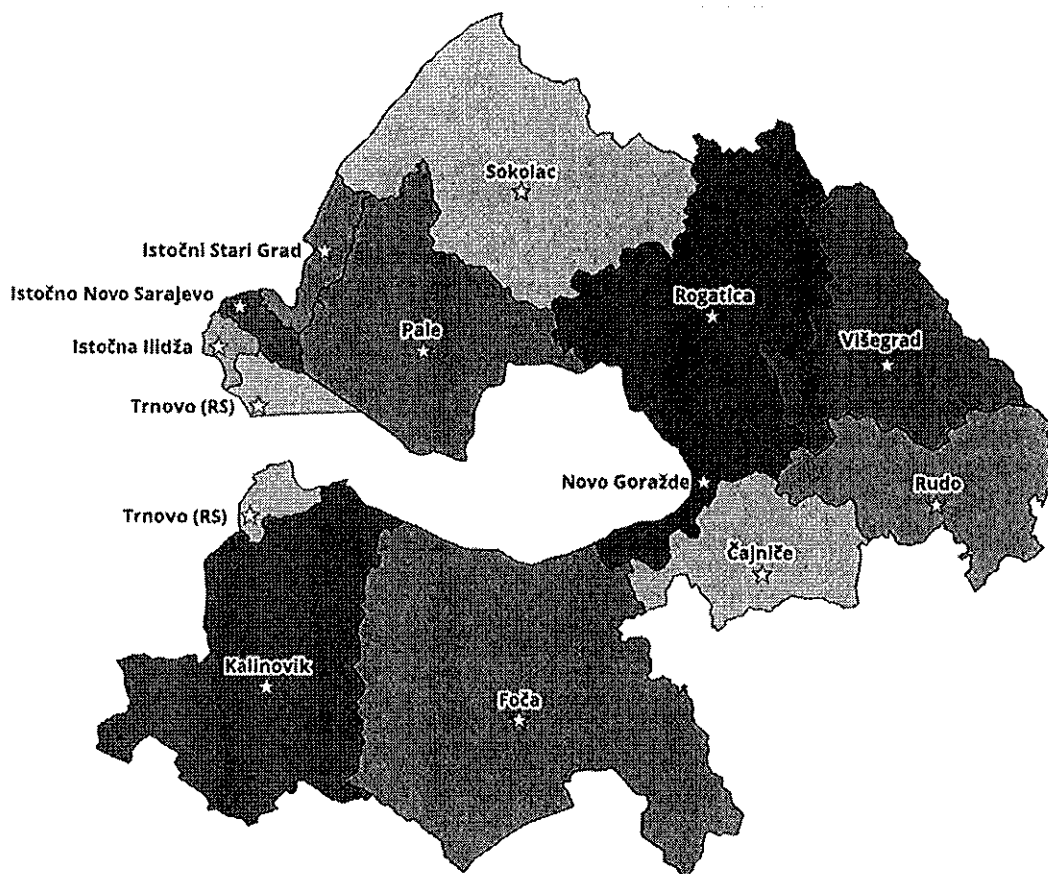 Sokolac
Istočni Stari Grad
Istočno Novo Sarajevo
Rogatica
Pale
Istočna Ilidža
Višegrad
Trnovo (RS)
Novo Goražde
Rudo
Trnovo (RS)
Čajniče
Kalinovik
Foča